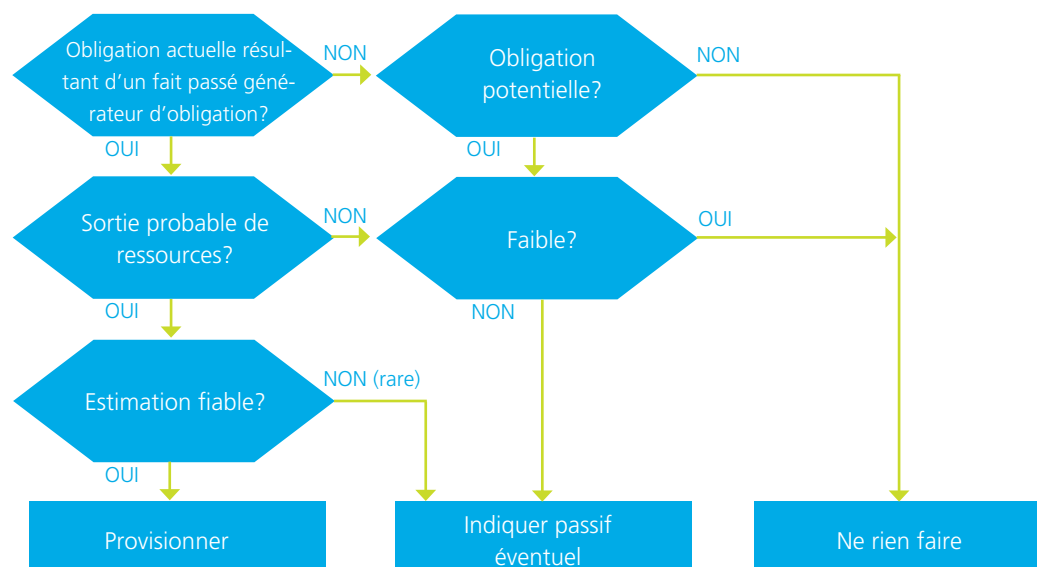 Obligation actuelle résul-
tant d'un fait passé géné-
rateur d'obligation?
NON
Obligation
potentielle?
NON
OUI
OUI
Sortie probable de
ressources?
NON
Faible?
OUI
OUI
NON
Estimation fiable?
NON (rare)
OUI
Provisionner
Indiquer passif
éventuel
Ne rien faire